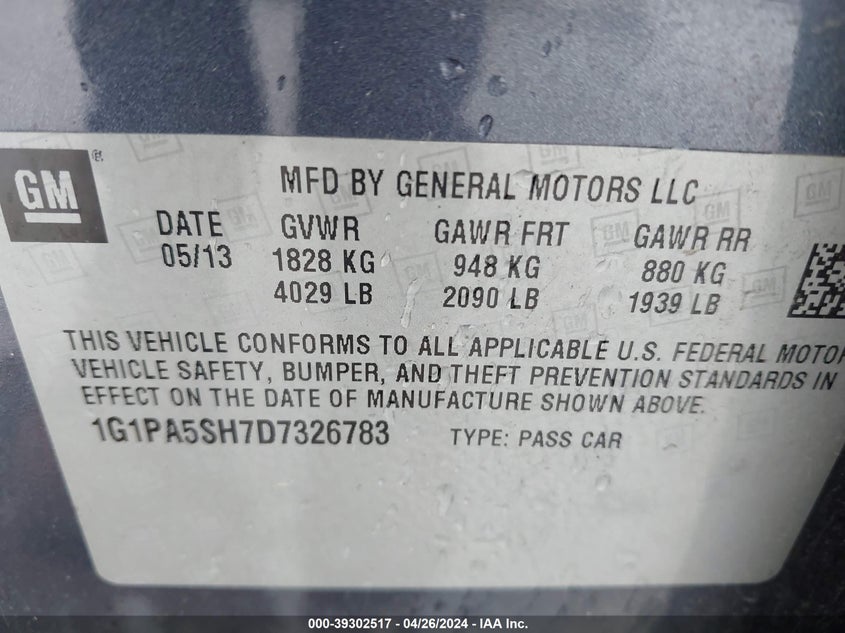 GM ®
MFD BY GENERAL MOTORS LLC
DATE GVWR GAWR FRT GAWR RR
05/13 1828 KG 948 KG 880 KG
4029 LB 2090 LB 1939 LB
THIS VEHICLE CONFORMS TO ALL APPLICABLE U.S. FEDERAL MOTOR
VEHICLE SAFETY, BUMPER, AND THEFT PREVENTION STANDARDS IN
EFFECT ON THE DATE OF MANUFACTURE SHOWN ABOVE.
1G1PA5SH7D7326783 TYPE: PASS CAR
000-39302517 - 04/26/2024 - IAA Inc.